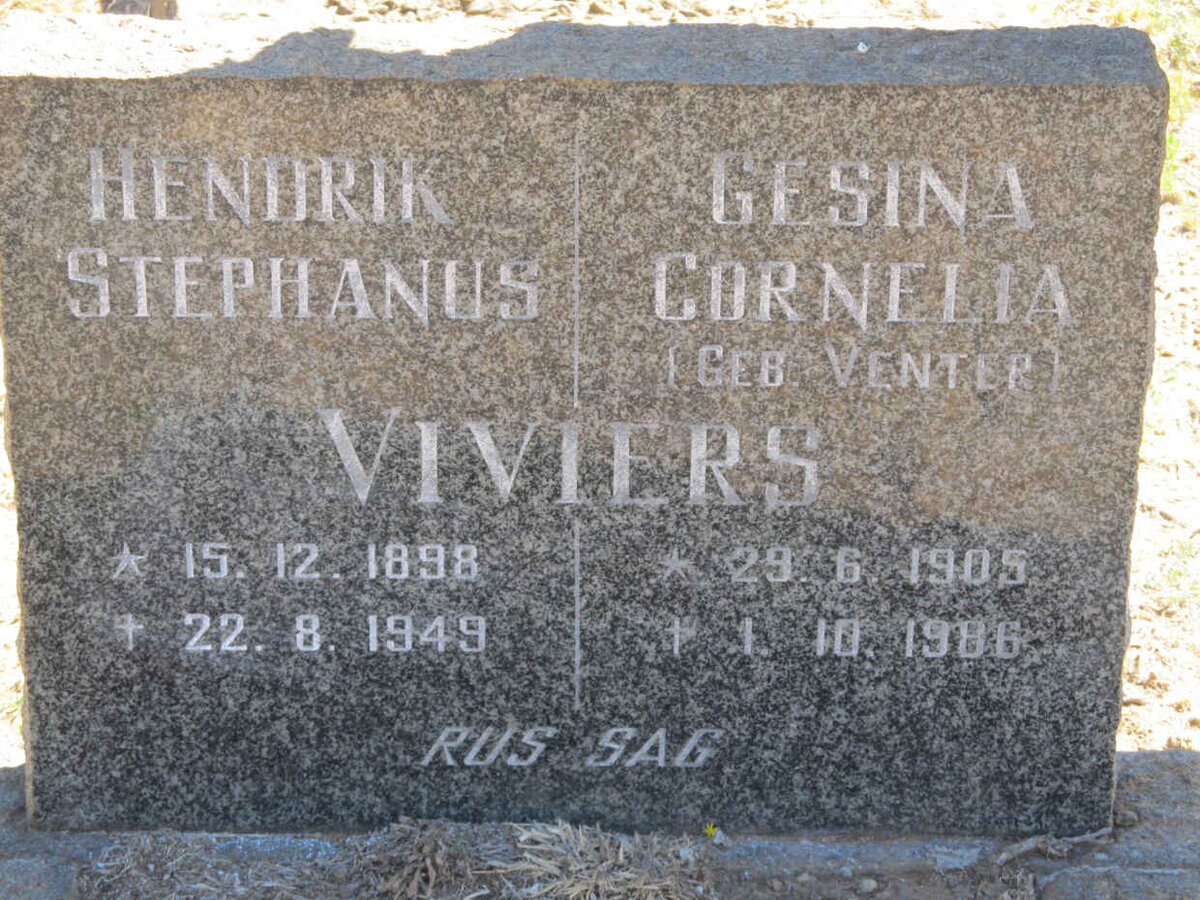 HENDRIK
STEPHANUS
GESINA
CORNELIA
(GEB. VENTER)
VIVIERS
* 15. 12. 1898
† 22. 8. 1949
* 29. 6. 1905
† 1. 10. 1986
RUS SAG